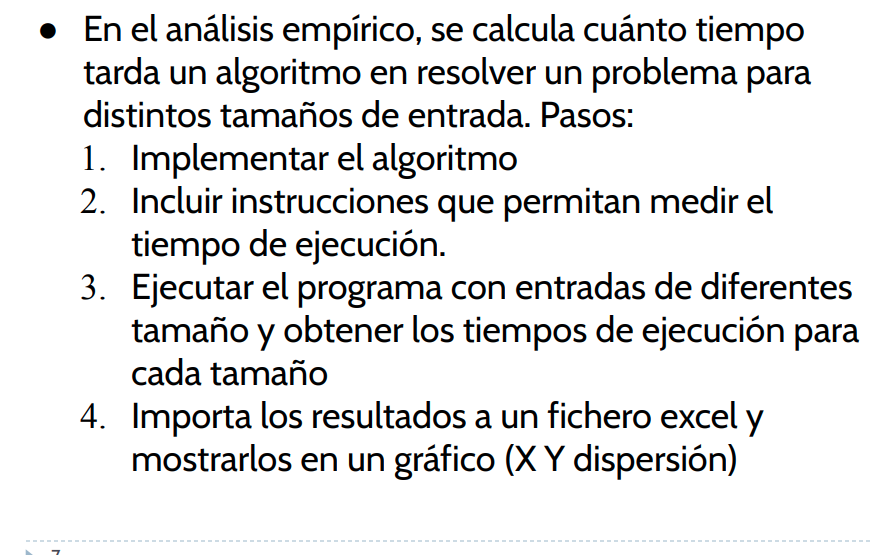 ● En el análisis empírico, se calcula cuánto tiempo
tarda un algoritmo en resolver un problema para
distintos tamaños de entrada. Pasos:
1. Implementar el algoritmo
2. Incluir instrucciones que permitan medir el
tiempo de ejecución.
3. Ejecutar el programa con entradas de diferentes
tamaño y obtener los tiempos de ejecución para
cada tamaño
4. Importa los resultados a un fichero excel y
mostrarlos en un gráfico (X Y dispersión)